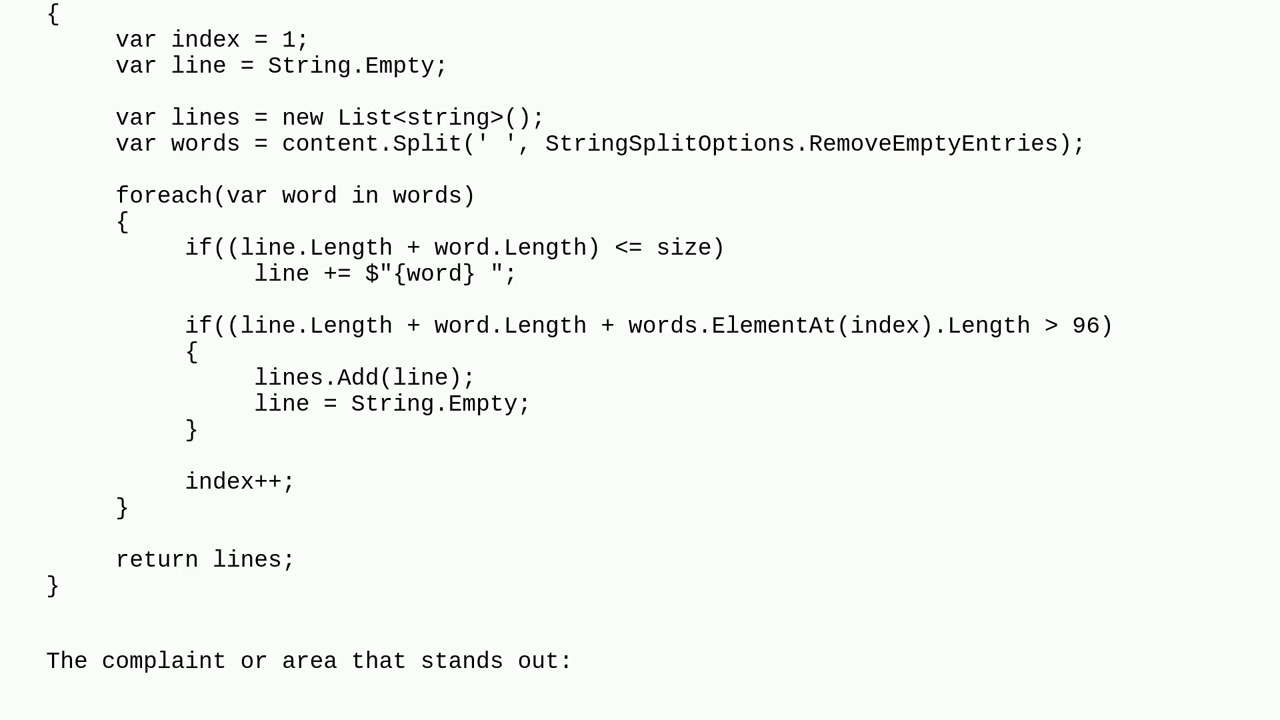 {
var index = 1;
var line = String.Empty;
var lines = new List<string>();
var words = content.Split(' ', StringSplitOptions.RemoveEmptyEntries);
foreach(var word in words)
{
if((line.Length + word.Length) <= size)
line += $"{word} ";
if((line.Length + word.Length + words.ElementAt(index).Length > 96)
{
lines.Add(line);
line = String.Empty;
}
index++;
}
return lines;
}
The complaint or area that stands out: